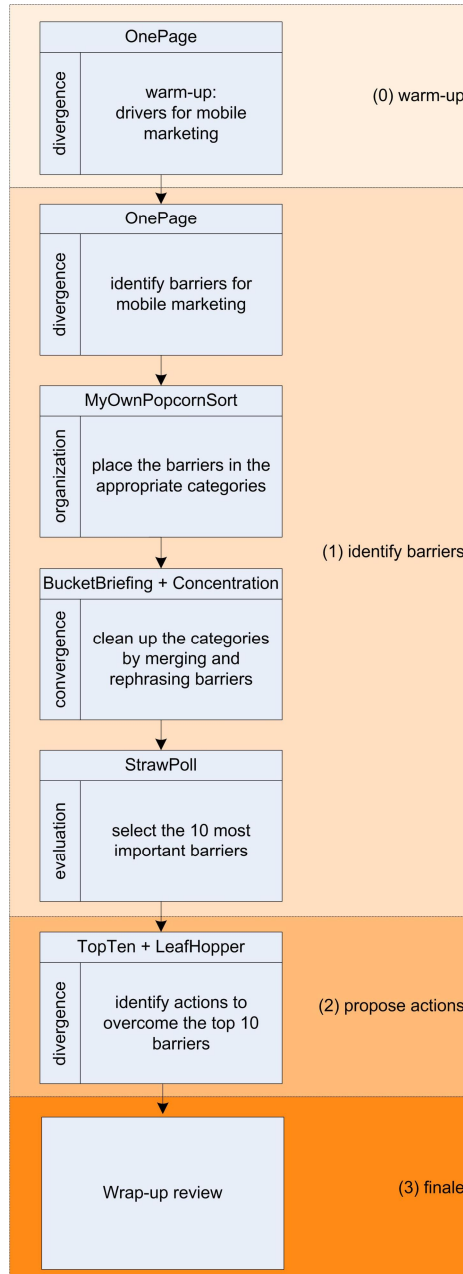 OnePage
divergence
warm-up:
drivers for mobile
marketing
(0) warm-up
OnePage
divergence
identify barriers for
mobile marketing
MyOwnPopcornSort
organization
place the barriers in the
appropriate categories
(1) identify barriers
BucketBriefing + Concentration
convergence
clean up the categories
by merging and
rephrasing barriers
StrawPoll
evaluation
select the 10 most
important barriers
TopTen + LeafHopper
divergence
identify actions to
overcome the top 10
barriers
(2) propose actions
Wrap-up review
(3) finale